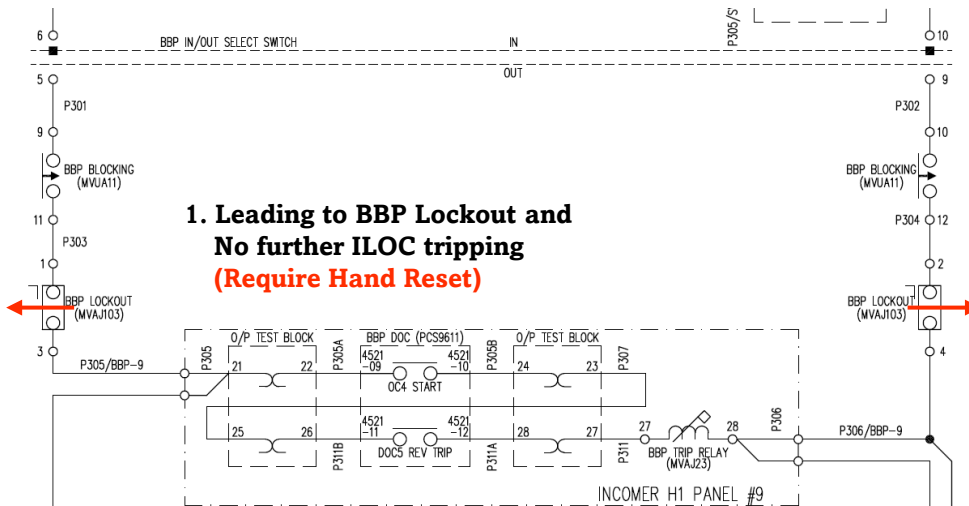 6
BBP IN/OUT SELECT SWITCH
IN
P305/S
10
OUT
5
9
P301
P302
9
10
BBP BLOCKING
(MVUA11)
BBP BLOCKING
(MVUA11)
11
P304
12
P303
1. Leading to BBP Lockout and
No further ILOC tripping
(Require Hand Reset)
1
2
BBP LOCKOUT
(MVAJ103)
BBP LOCKOUT
(MVAJ103)
3
4
O/P TEST BLOCK
BBP DOC (PCS9611)
O/P TEST BLOCK
P305/BBP-9
P305
21
22
P305A
4521
-09
4521
-10
OC4 START
P305B
24
23
P307
25
26
P311B
4521
-11
4521
-12
DOC5 REV TRIP
P311A
28
27
P311
27
28
BBP TRIP RELAY
(MVAJ23)
P306
P306/BBP-9
INCOMER H1 PANEL #9